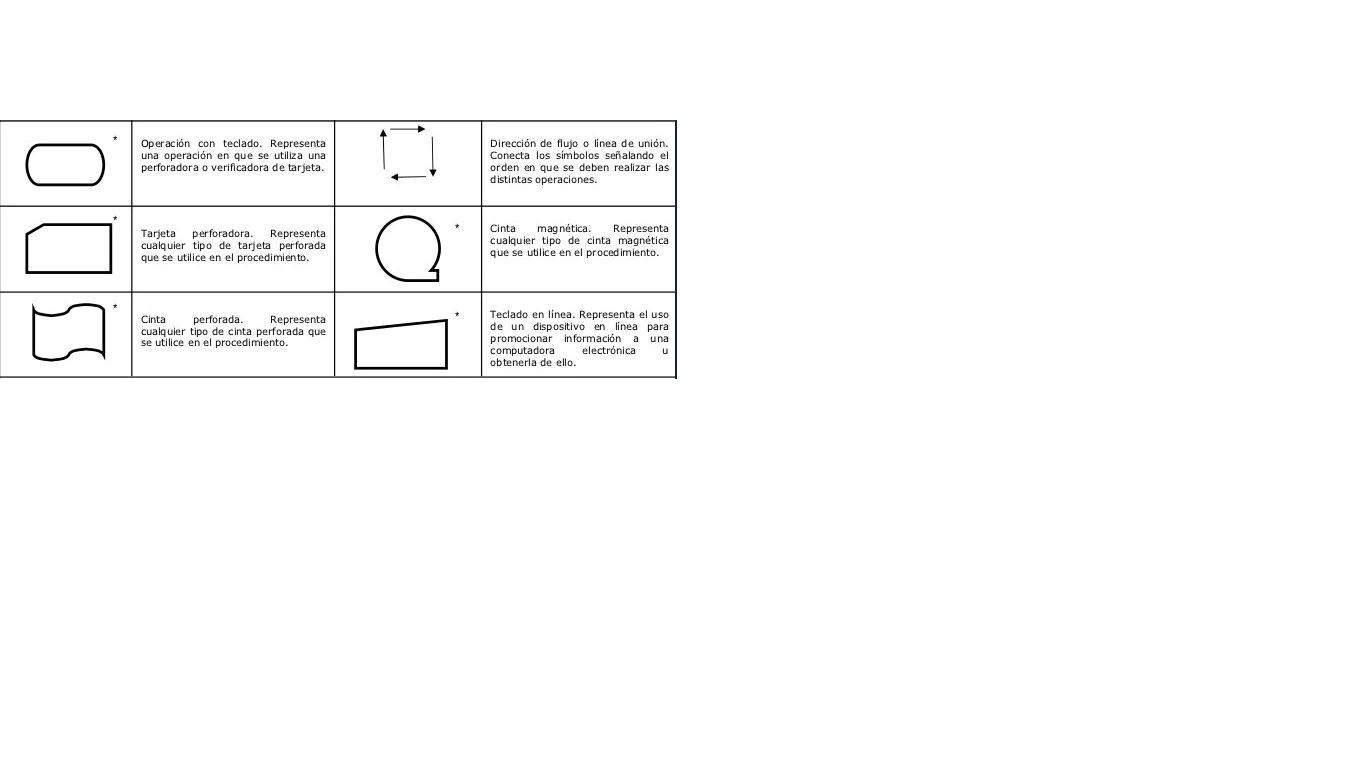 *
Operación con teclado. Representa
una operación en que se utiliza una
perforadora o verificadora de tarjeta.
Dirección de flujo o línea de unión.
Conecta los símbolos señalando el
orden en que se deben realizar las
distintas operaciones.
*
Tarjeta perforadora. Representa
cualquier tipo de tarjeta perforada
que se utilice en el procedimiento.
*
Cinta magnética. Representa
cualquier tipo de cinta magnética
que se utilice en el procedimiento.
*
Cinta perforada. Representa
cualquier tipo de cinta perforada que
se utilice en el procedimiento.
*
Teclado en línea. Representa el uso
de un dispositivo en línea para
promocionar información a una
computadora electrónica u
obtenerla de ello.